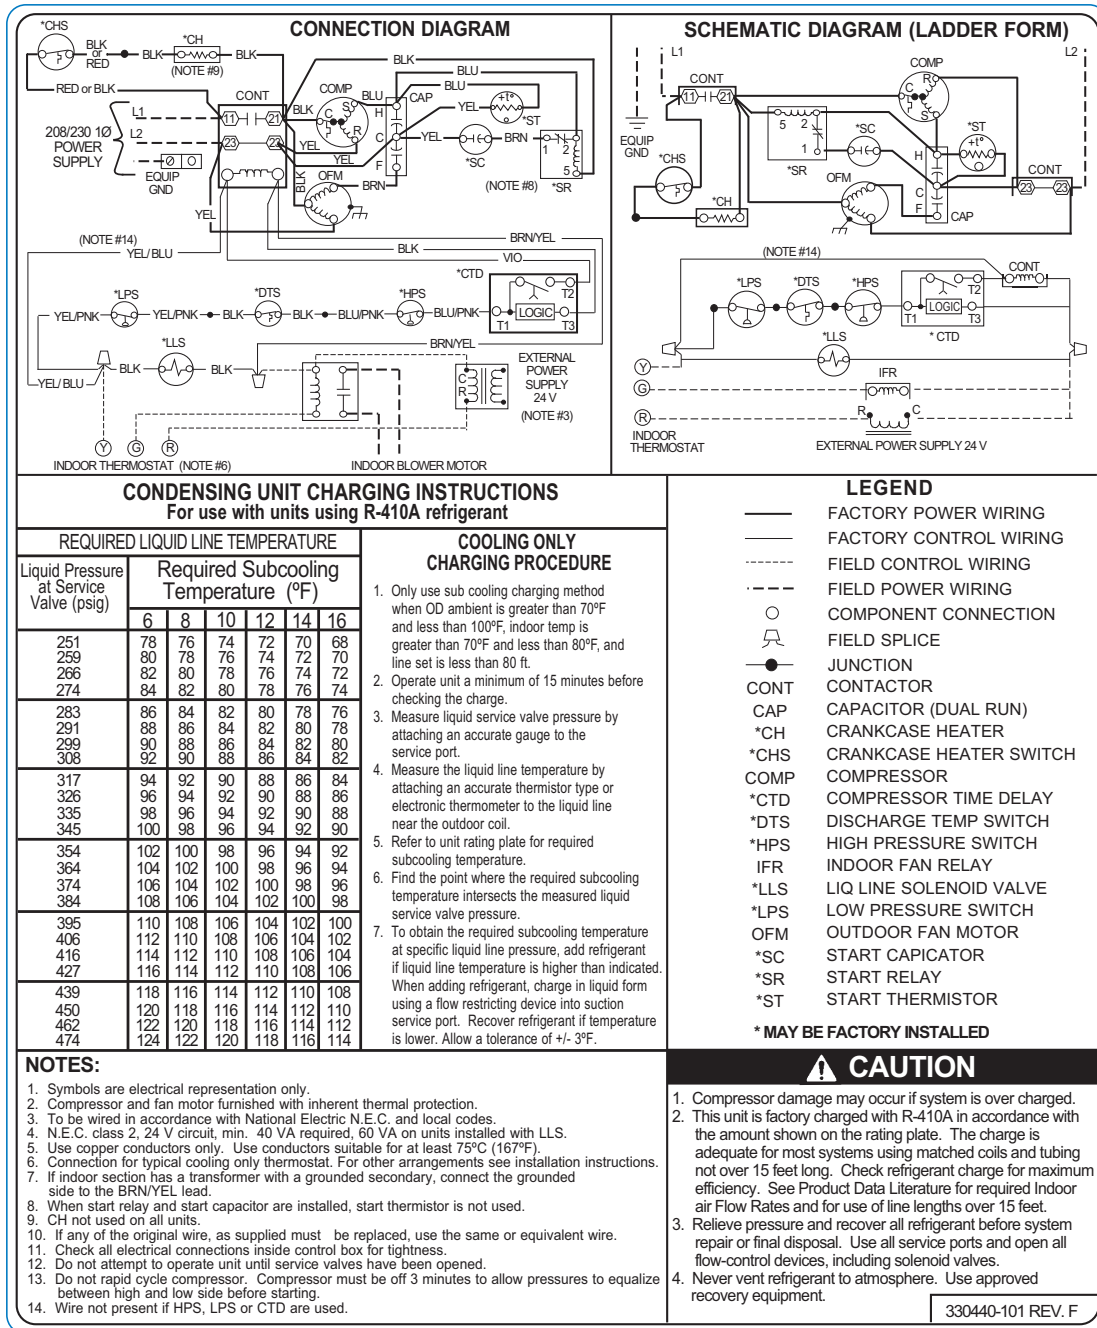 CONNECTION DIAGRAM
*CHS
BLK
or
RED
BLK
*CH
BLK
(NOTE #9)
RED or BLK
CONT
11
21
23
23
L1
L2
208/230 1Ø
POWER
SUPPLY
EQUIP
GND
BLK
COMP
C
S
R
BLU
BLK
BLU
BLU
CAP
H
C
F
YEL
+t°
*ST
YEL
*SC
BRN
1
2
5
*SR
(NOTE #8)
YEL
YEL
BLK
OFM
BRN
YEL
(NOTE #14)
YEL/BLU
BRN/YEL
BLK
VIO
*CTD
T2
LOGIC
T1
T3
*LPS
*DTS
*HPS
YEL/PNK
YEL/PNK
BLK
BLK
BLU/PNK
BLU/PNK
*LLS
BRN/YEL
BLK
BLK
YEL/ BLU
EXTERNAL
POWER
SUPPLY
24 V
(NOTE #3)
C
R
Y
G
R
INDOOR THERMOSTAT (NOTE #6)
INDOOR BLOWER MOTOR
SCHEMATIC DIAGRAM (LADDER FORM)
L1
L2
CONT
11
21
COMP
R
C
S
EQUIP
GND
5
2
1
*SR
*SC
*ST
+t°
*CHS
H
C
F
CAP
OFM
CONT
23
23
*CH
(NOTE #14)
CONT
*LPS
*DTS
*HPS
T2
LOGIC
T1
T3
* CTD
*LLS
Y
IFR
G
R
R
C
INDOOR
THERMOSTAT
EXTERNAL POWER SUPPLY 24 V
CONDENSING UNIT CHARGING INSTRUCTIONS
For use with units using R-410A refrigerant
REQUIRED LIQUID LINE TEMPERATURE
Liquid Pressure
at Service
Valve (psig)
Required Subcooling
Temperature (ºF)
6 8 10 12 14 16
251 78 76 74 72 70 68
259 80 78 76 74 72 70
266 82 80 78 76 74 72
274 84 82 80 78 76 74
283 86 84 82 80 78 76
291 88 86 84 82 80 78
299 90 88 86 84 82 80
308 92 90 88 86 84 82
317 94 92 90 88 86 84
326 96 94 92 90 88 86
335 98 96 94 92 90 88
345 100 98 96 94 92 90
354 102 100 98 96 94 92
364 104 102 100 98 96 94
374 106 104 102 100 98 96
384 108 106 104 102 100 98
395 110 108 106 104 102 100
406 112 110 108 106 104 102
416 114 112 110 108 106 104
427 116 114 112 110 108 106
439 118 116 114 112 110 108
450 120 118 116 114 112 110
462 122 120 118 116 114 112
474 124 122 120 118 116 114
COOLING ONLY
CHARGING PROCEDURE
1. Only use sub cooling charging method
when OD ambient is greater than 70ºF
and less than 100ºF, indoor temp is
greater than 70ºF and less than 80ºF, and
line set is less than 80 ft.
2. Operate unit a minimum of 15 minutes before
checking the charge.
3. Measure liquid service valve pressure by
attaching an accurate gauge to the
service port.
4. Measure the liquid line temperature by
attaching an accurate thermistor type or
electronic thermometer to the liquid line
near the outdoor coil.
5. Refer to unit rating plate for required
subcooling temperature.
6. Find the point where the required subcooling
temperature intersects the measured liquid
service valve pressure.
7. To obtain the required subcooling temperature
at specific liquid line pressure, add refrigerant
if liquid line temperature is higher than indicated.
When adding refrigerant, charge in liquid form
using a flow restricting device into suction
service port. Recover refrigerant if temperature
is lower. Allow a tolerance of +/- 3ºF.
LEGEND
FACTORY POWER WIRING
FACTORY CONTROL WIRING
FIELD CONTROL WIRING
FIELD POWER WIRING
COMPONENT CONNECTION
FIELD SPLICE
JUNCTION
CONT CONTACTOR
CAP CAPACITOR (DUAL RUN)
*CH CRANKCASE HEATER
*CHS CRANKCASE HEATER SWITCH
COMP COMPRESSOR
*CTD COMPRESSOR TIME DELAY
*DTS DISCHARGE TEMP SWITCH
*HPS HIGH PRESSURE SWITCH
IFR INDOOR FAN RELAY
*LLS LIQ LINE SOLENOID VALVE
*LPS LOW PRESSURE SWITCH
OFM OUTDOOR FAN MOTOR
*SC START CAPICATOR
*SR START RELAY
*ST START THERMISTOR
* MAY BE FACTORY INSTALLED
NOTES:
1. Symbols are electrical representation only.
2. Compressor and fan motor furnished with inherent thermal protection.
3. To be wired in accordance with National Electric N.E.C. and local codes.
4. N.E.C. class 2, 24 V circuit, min. 40 VA required, 60 VA on units installed with LLS.
5. Use copper conductors only. Use conductors suitable for at least 75ºC (167ºF).
6. Connection for typical cooling only thermostat. For other arrangements see installation instructions.
7. If indoor section has a transformer with a grounded secondary, connect the grounded
side to the BRN/YEL lead.
8. When start relay and start capacitor are installed, start thermistor is not used.
9. CH not used on all units.
10. If any of the original wire, as supplied must be replaced, use the same or equivalent wire.
11. Check all electrical connections inside control box for tightness.
12. Do not attempt to operate unit until service valves have been opened.
13. Do not rapid cycle compressor. Compressor must be off 3 minutes to allow pressures to equalize
between high and low side before starting.
14. Wire not present if HPS, LPS or CTD are used.
CAUTION
1. Compressor damage may occur if system is over charged.
2. This unit is factory charged with R-410A in accordance with
the amount shown on the rating plate. The charge is
adequate for most systems using matched coils and tubing
not over 15 feet long. Check refrigerant charge for maximum
efficiency. See Product Data Literature for required Indoor
air Flow Rates and for use of line lengths over 15 feet.
3. Relieve pressure and recover all refrigerant before system
repair or final disposal. Use all service ports and open all
flow-control devices, including solenoid valves.
4. Never vent refrigerant to atmosphere. Use approved
recovery equipment.
330440-101 REV. F